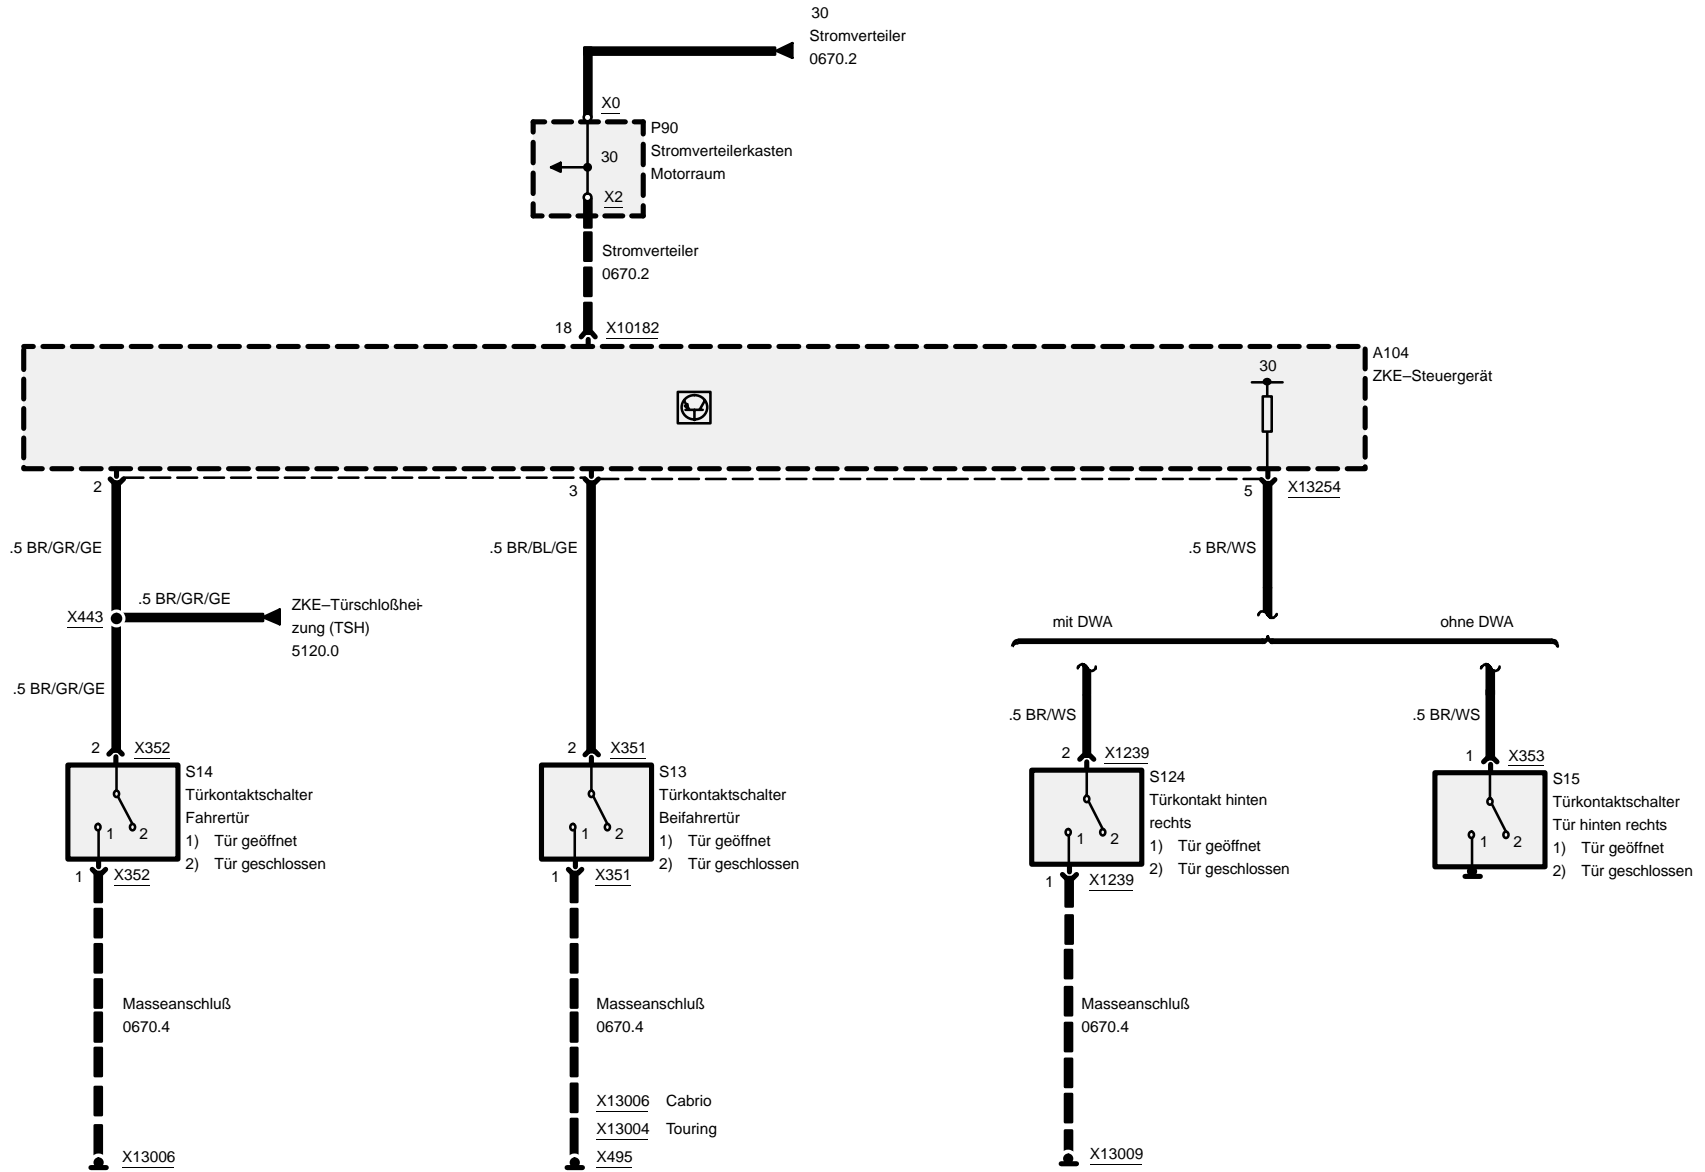 30
Stromverteiler
0670.2
X0
P90
Stromverteilerkasten
Motorraum
30
X2
Stromverteiler
0670.2
18 X10182
A104
ZKE–Steuergerät
30
2
3
5 X13254
.5 BR/GR/GE
.5 BR/BL/GE
.5 BR/WS
X443
.5 BR/GR/GE
ZKE–Türschloßhei-
zung (TSH)
5120.0
mit DWA
ohne DWA
.5 BR/GR/GE
.5 BR/WS
.5 BR/WS
2 X352
S14
Türkontaktschalter
Fahrertür
1) Tür geöffnet
2) Tür geschlossen
1 2
1 X352
2 X351
S13
Türkontaktschalter
Beifahrertür
1) Tür geöffnet
2) Tür geschlossen
1 2
1 X351
2 X1239
S124
Türkontakt hinten
rechts
1) Tür geöffnet
2) Tür geschlossen
1 2
1 X1239
1 X353
S15
Türkontaktschalter
Tür hinten rechts
1) Tür geöffnet
2) Tür geschlossen
1 2
Masseanschluß
0670.4
Masseanschluß
0670.4
Masseanschluß
0670.4
X13006 Cabrio
X13004 Touring
X13006
X495
X13009